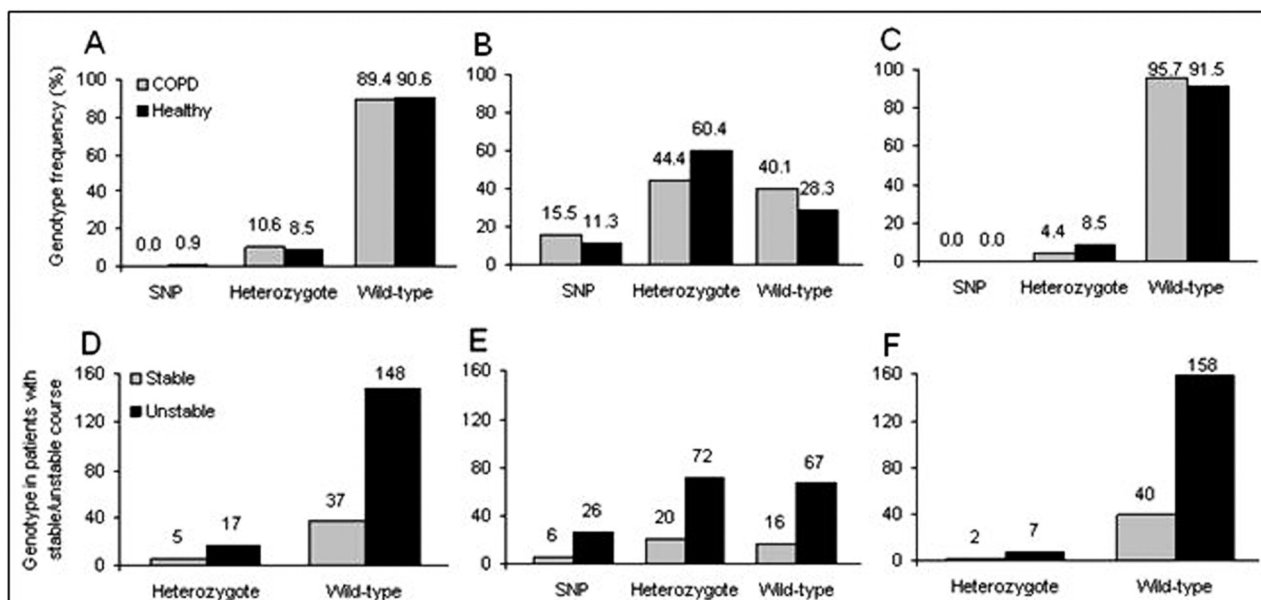 A
Genotype frequency (%)
COPD
Healthy
100
80
60
40
20
0
0.0 0.9
10.6 8.5
89.4 90.6
SNP Heterozygote Wild-type
B
100
80
60
40
20
0
15.5 11.3
44.4 60.4
40.1 28.3
SNP Heterozygote Wild-type
C
100
80
60
40
20
0
0.0 0.0
4.4 8.5
95.7 91.5
SNP Heterozygote Wild-type
D
Genotype in patients with
stable/unstable course
Stable
Unstable
160
120
80
40
0
5 17
37 148
Heterozygote Wild-type
E
160
120
80
40
0
6 26
20 72
16 67
SNP Heterozygote Wild-type
F
160
120
80
40
0
2 7
40 158
Heterozygote Wild-type